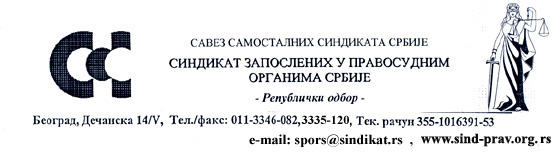 САВЕЗ САМОСТАЛНИХ СИНДИКАТА СРБИЈЕ
СИНДИКАТ ЗАПОСЛЕНИХ У ПРАВОСУДНИМ
ОРГАНИМА СРБИЈЕ
- Републички одбор -
Београд, Дечанска 14/V, Тел./факс: 011-3346-082,3335-120, Тек. рачун 355-1016391-53
e-mail: spors@sindikat.rs , www.sind-prav.org.rs